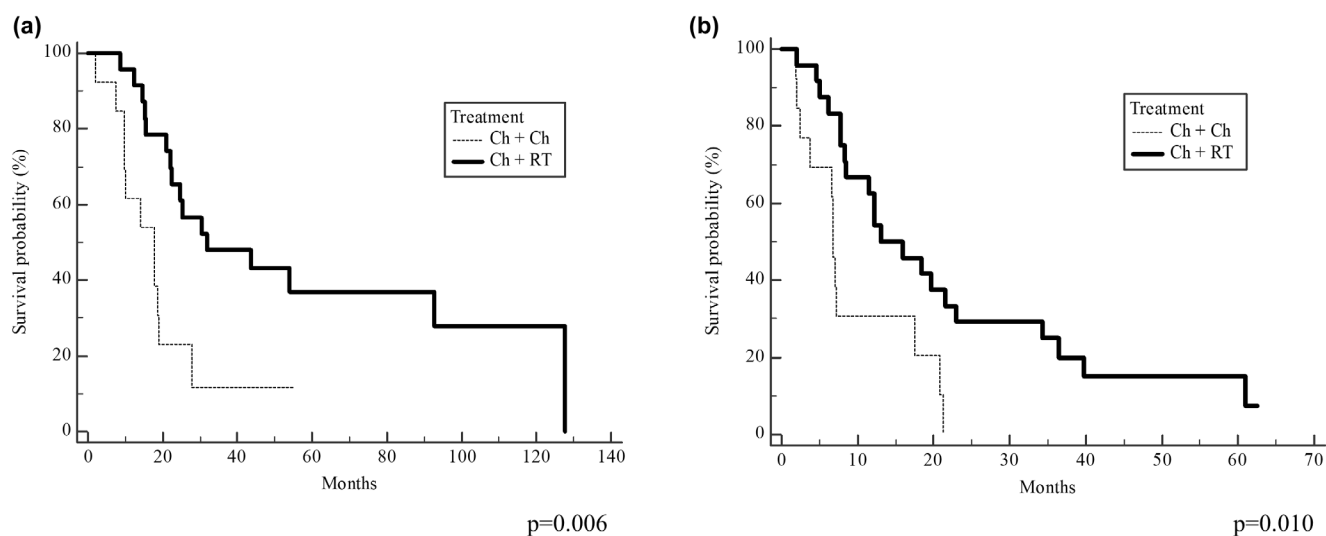 (a)
Survival probability (%)
100
80
60
40
20
0
Treatment
Ch + Ch
Ch + RT
0 20 40 60 80 100 120 140
Months
p=0.006
(b)
Survival probability (%)
100
80
60
40
20
0
Treatment
Ch + Ch
Ch + RT
0 10 20 30 40 50 60 70
Months
p=0.010